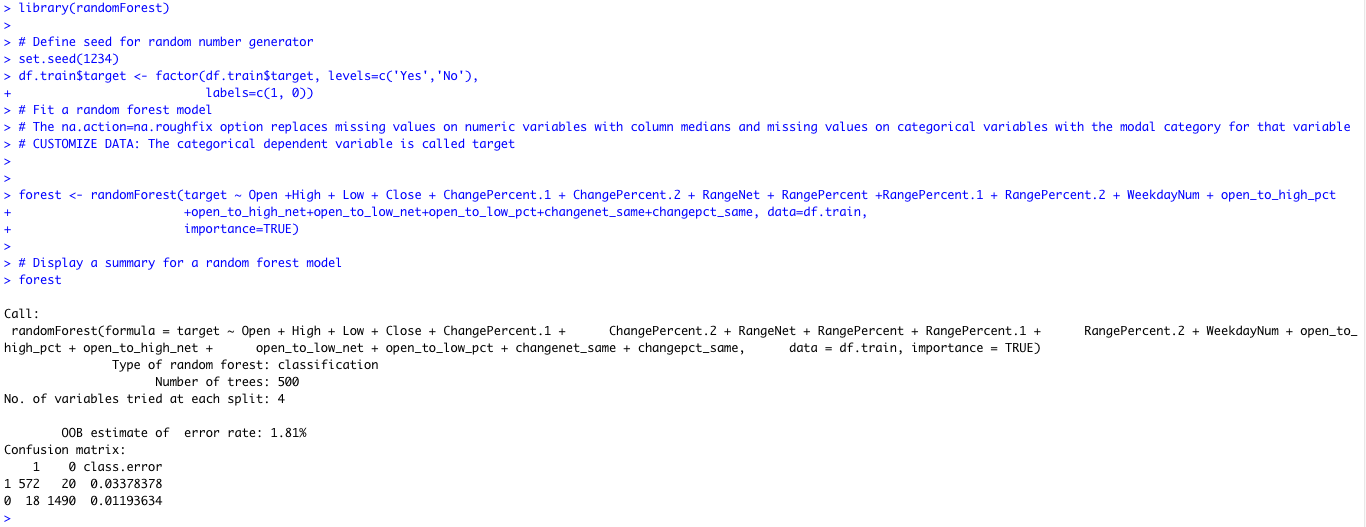 > library(randomForest)
>
> # Define seed for random number generator
> set.seed(1234)
> df.train$target <- factor(df.train$target, levels=c('Yes','No'),
+                           labels=c(1, 0))
> # Fit a random forest model
> # The na.action=na.roughfix option replaces missing values on numeric variables with column medians and missing values on categorical variables with the modal category for that variable
> # CUSTOMIZE DATA: The categorical dependent variable is called target
>
>
> forest <- randomForest(target ~ Open +High + Low + Close + ChangePercent.1 + ChangePercent.2 + RangeNet + RangePercent +RangePercent.1 + RangePercent.2 + WeekdayNum + open_to_high_pct
+                       +open_to_high_net+open_to_low_net+open_to_low_pct+changenet_same+changepct_same, data=df.train,
+                       importance=TRUE)
>
> # Display a summary for a random forest model
> forest

Call:
 randomForest(formula = target ~ Open + High + Low + Close + ChangePercent.1 +      ChangePercent.2 + RangeNet + RangePercent + RangePercent.1 +      RangePercent.2 + WeekdayNum + open_to_
high_pct + open_to_high_net +      open_to_low_net + open_to_low_pct + changenet_same + changepct_same,      data = df.train, importance = TRUE)
               Type of random forest: classification
                     Number of trees: 500
No. of variables tried at each split: 4

        OOB estimate of  error rate: 1.81%
Confusion matrix:
    1    0 class.error
1 572   20  0.03378378
0  18 1490  0.01193634
>